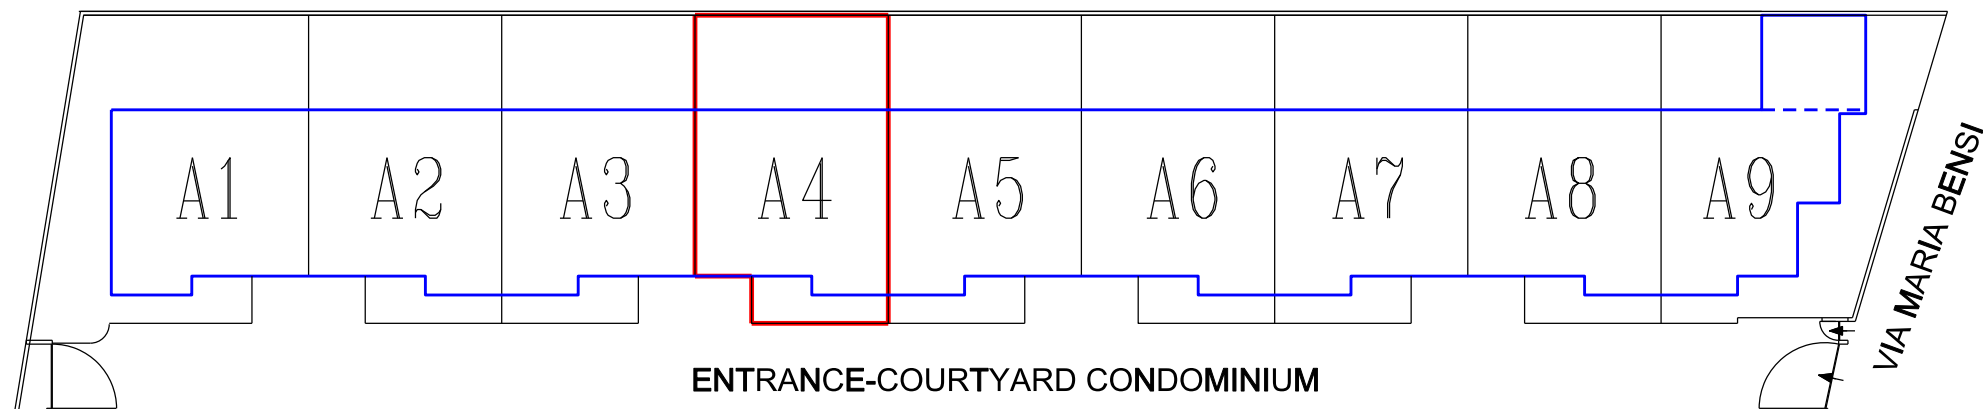 A1 A2 A3 A4 A5 A6 A7 A8 A9
VIA MARIA BENSI
ENTRANCE-COURTYARD CONDOMINIUM